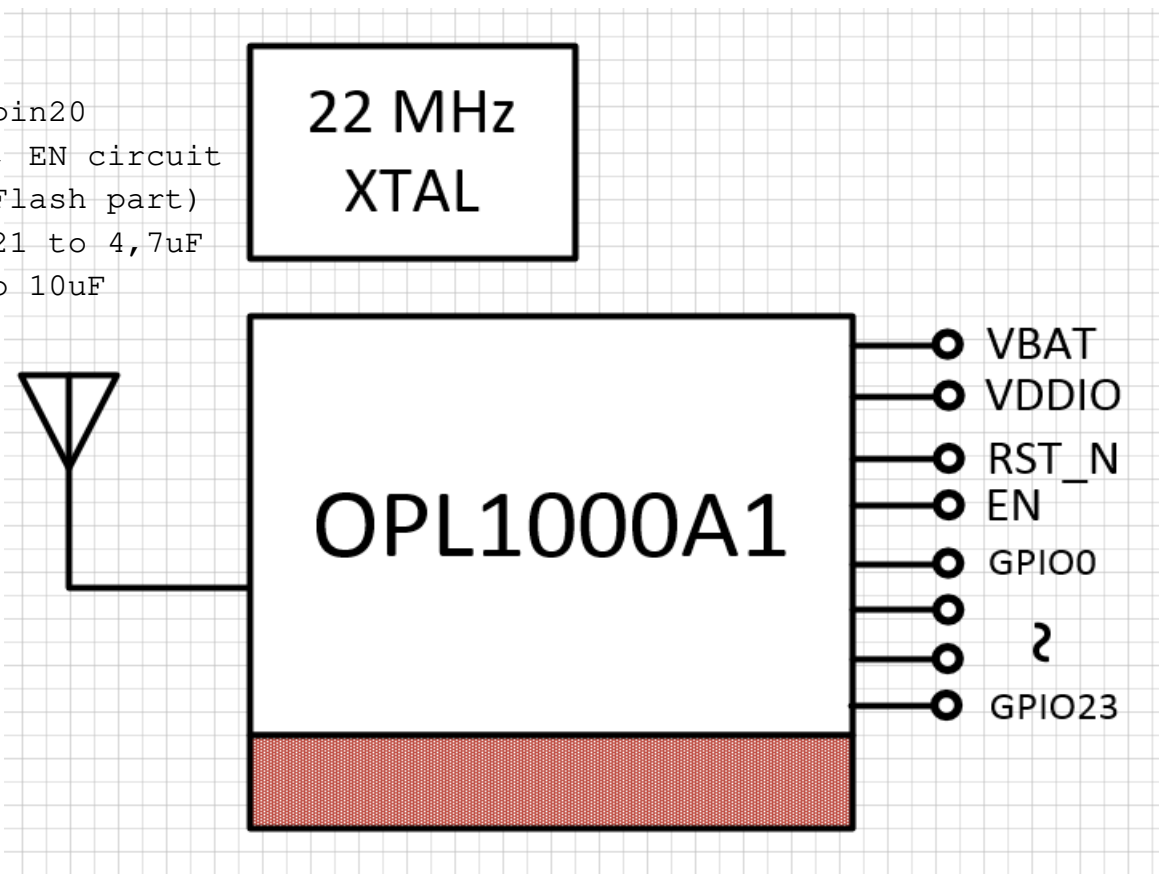 pin20
EN circuit
Flash part)
21 to 4,7uF
10uF
22 MHz
XTAL
OPL1000A1
VBAT
VDDIO
RST_N
EN
GPIO0
~
GPIO23